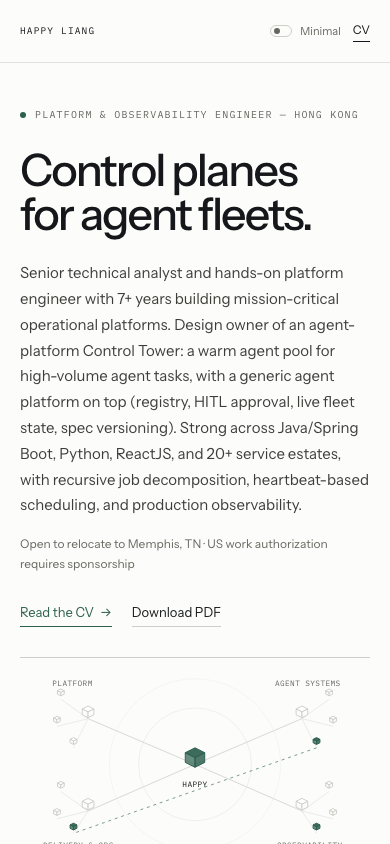 HAPPY LIANG
Minimal
CV
PLATFORM & OBSERVABILITY ENGINEER — HONG KONG
Control planes
for agent fleets.
Senior technical analyst and hands-on platform
engineer with 7+ years building mission-critical
operational platforms. Design owner of an agent-
platform Control Tower: a warm agent pool for
high-volume agent tasks, with a generic agent
platform on top (registry, HITL approval, live fleet
state, spec versioning). Strong across Java/Spring
Boot, Python, ReactJS, and 20+ service estates,
with recursive job decomposition, heartbeat-based
scheduling, and production observability.
Open to relocate to Memphis, TN · US work authorization
requires sponsorship
Read the CV →
Download PDF
PLATFORM
AGENT SYSTEMS
HAPPY
DELIVERY & OPS
OBSERVABILITY